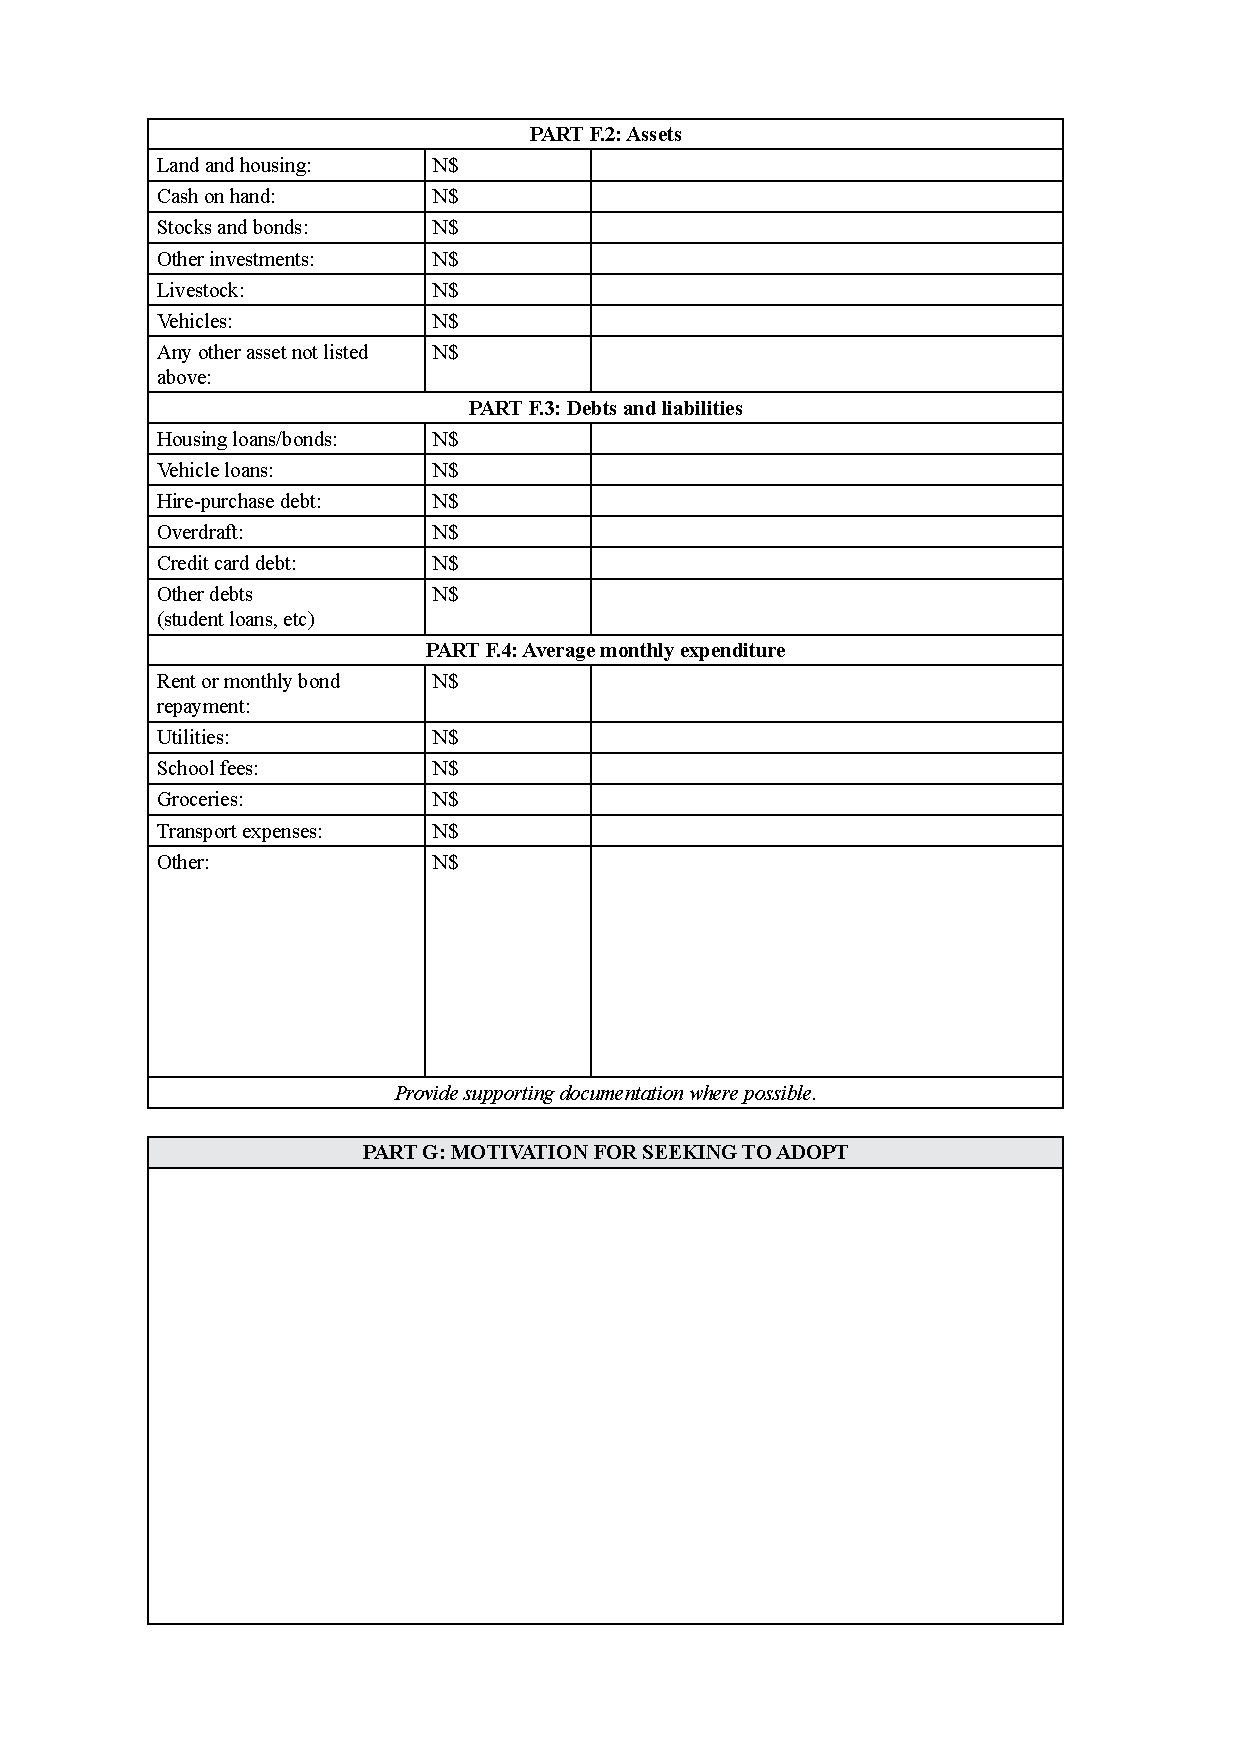 PART F.2: Assets
Land and housing: N$
Cash on hand: N$
Stocks and bonds: N$
Other investments: N$
Livestock: N$
Vehicles: N$
Any other asset not listed N$
above:
PART F.3: Debts and liabilities
Housing loans/bonds: N$
Vehicle loans: N$
Hire-purchase debt: N$
Overdraft: N$
Credit card debt: N$
Other debts N$
(student loans, etc)
PART F.4: Average monthly expenditure
Rent or monthly bond N$
repayment:
Utilities: N$
School fees: N$
Groceries: N$
Transport expenses: N$
Other: N$
Provide supporting documentation where possible.
PART G: MOTIVATION FOR SEEKING TO ADOPT